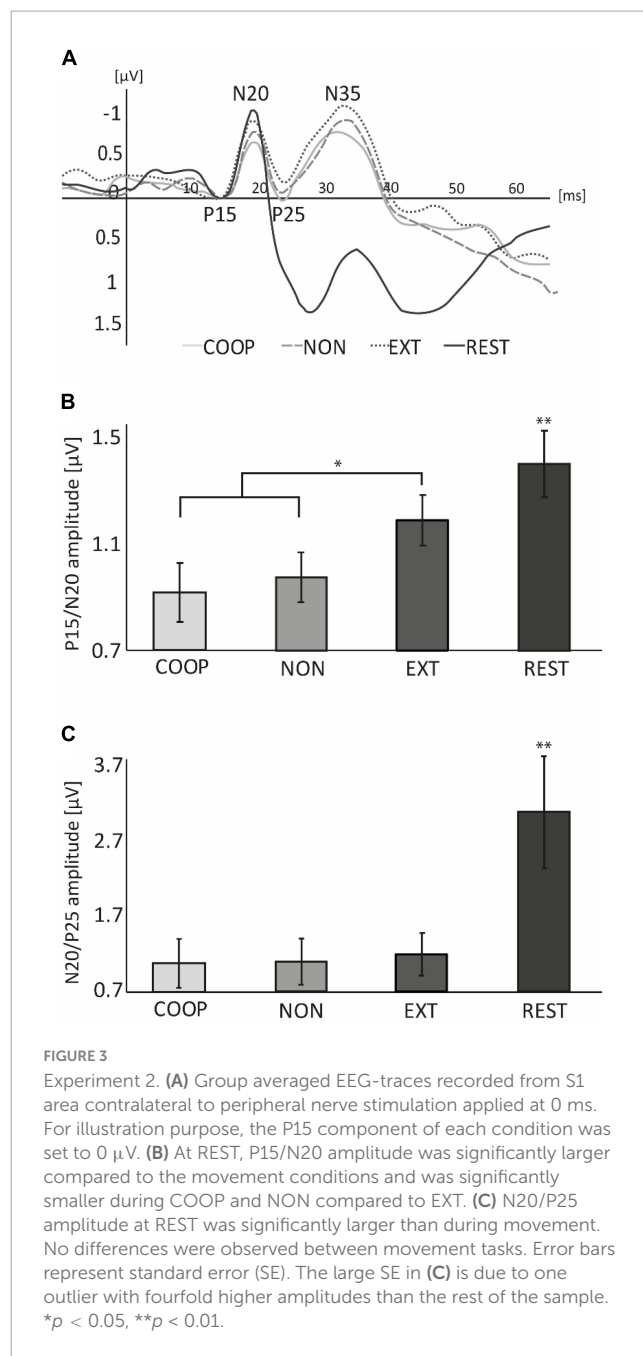 A
[µV]
N20 N35
-1
0.5
0 10 20 30 40 50 60 [ms]
P15 P25
0.5
1
1.5
COOP NON EXT REST
B
P15/N20 amplitude [µV]
1.5
1.1
0.7
* **
COOP NON EXT REST
C
N20/P25 amplitude [µV]
3.7
2.7
1.7
0.7
**
COOP NON EXT REST
FIGURE 3
Experiment 2. (A) Group averaged EEG-traces recorded from S1
area contralateral to peripheral nerve stimulation applied at 0 ms.
For illustration purpose, the P15 component of each condition was
set to 0 µV. (B) At REST, P15/N20 amplitude was significantly larger
compared to the movement conditions and was significantly
smaller during COOP and NON compared to EXT. (C) N20/P25
amplitude at REST was significantly larger than during movement.
No differences were observed between movement tasks. Error bars
represent standard error (SE). The large SE in (C) is due to one
outlier with fourfold higher amplitudes than the rest of the sample.
*p < 0.05, **p < 0.01.